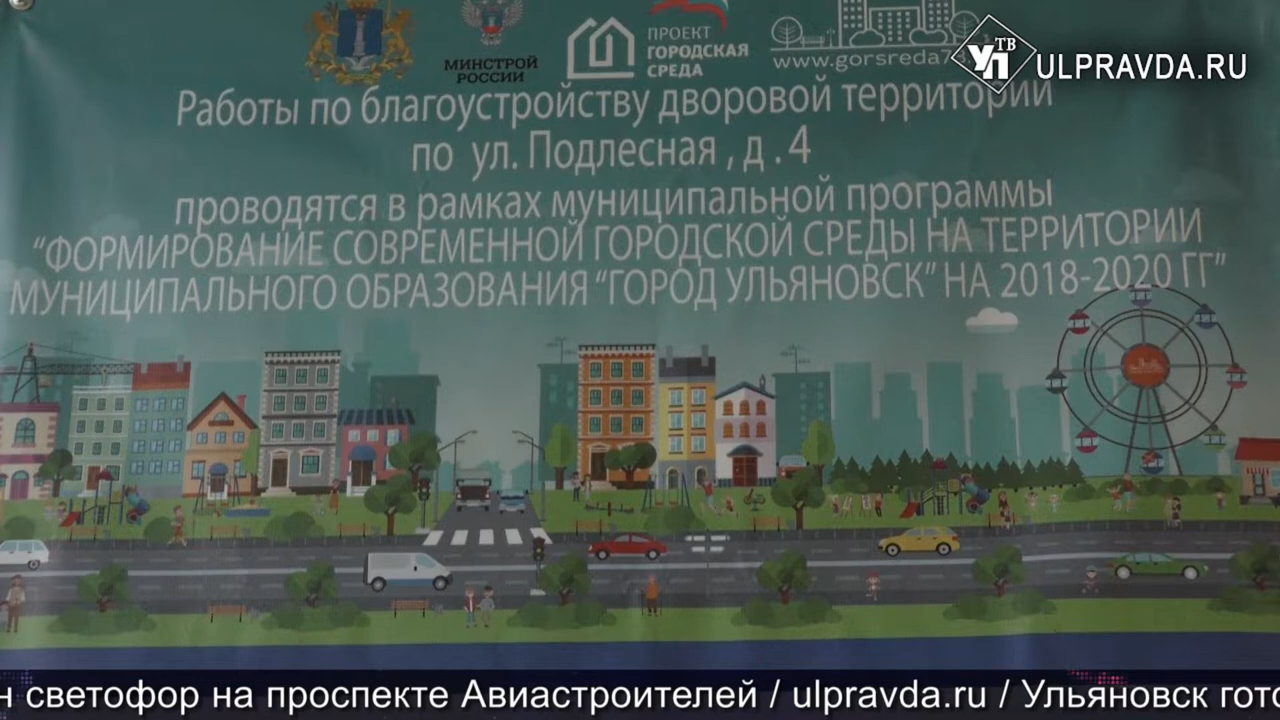 МИНСТРОЙ
РОССИИ
ПРОЕКТ
ГОРОДСКАЯ
СРЕДА
УП ТВ
ULPRAVDA.RU
Работы по благоустройству дворовой территории
по ул. Подлесная , д . 4
проводятся в рамках муниципальной программы
“ФОРМИРОВАНИЕ СОВРЕМЕННОЙ ГОРОДСКОЙ СРЕДЫ НА ТЕРРИТОРИИ
МУНИЦИПАЛЬНОГО ОБРАЗОВАНИЯ “ГОРОД УЛЬЯНОВСК” НА 2018-2020 ГГ”
светофор на проспекте Авиастроителей / ulpravda.ru / Ульяновск